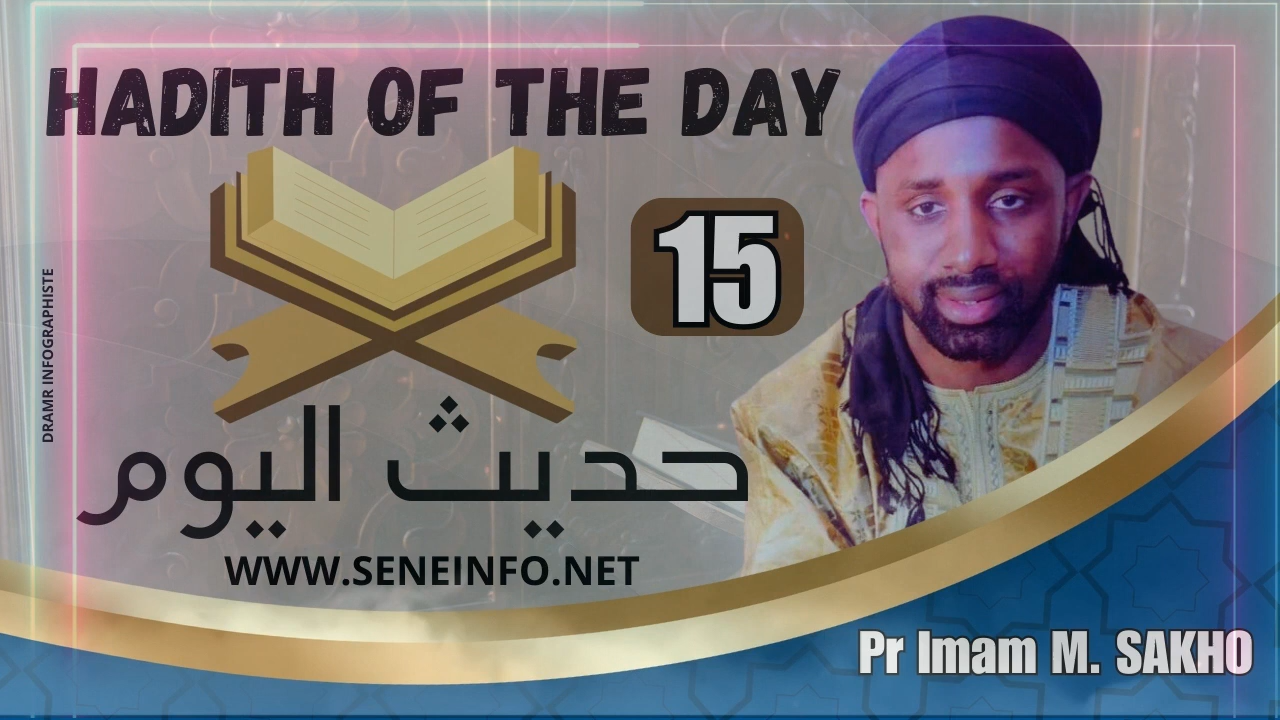 HADITH OF THE DAY
15
DRAMR INFOGRAPHISTE
حديث اليوم
WWW.SENEINFO.NET
Pr Imam M. SAKHO